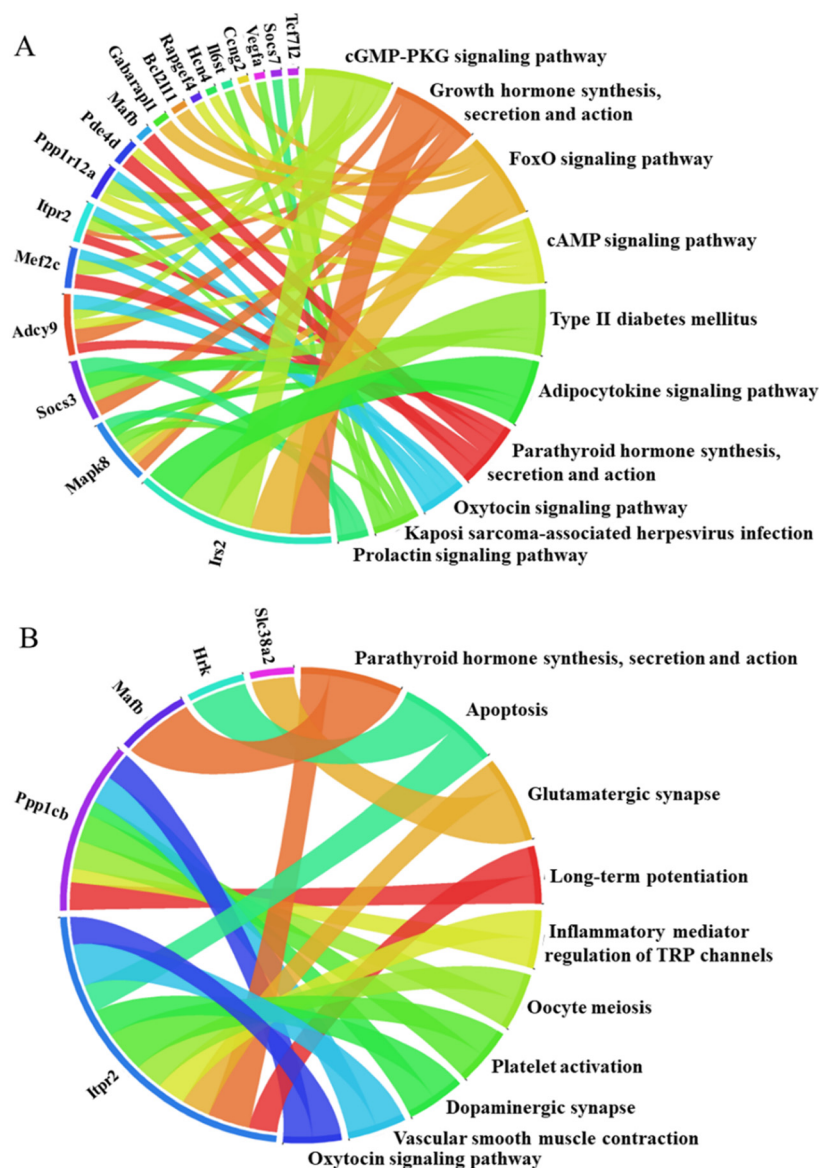 A
Tcf7l2
Socs7
Vegfa
Ccng2
Il6st
Hcn4
Rapgef4
Bcl2l11
Gabarapl1
Mafb
Pde4d
Ppp1r12a
Itpr2
Mef2c
Adcy9
Socs3
Mapk8
Irs2
cGMP-PKG signaling pathway
Growth hormone synthesis,
secretion and action
FoxO signaling pathway
cAMP signaling pathway
Type II diabetes mellitus
Adipocytokine signaling pathway
Parathyroid hormone synthesis,
secretion and action
Oxytocin signaling pathway
Kaposi sarcoma-associated herpesvirus infection
Prolactin signaling pathway
B
Slc38a2
Hrk
Mafb
Ppp1cb
Itpr2
Parathyroid hormone synthesis, secretion and action
Apoptosis
Glutamatergic synapse
Long-term potentiation
Inflammatory mediator
regulation of TRP channels
Oocyte meiosis
Platelet activation
Dopaminergic synapse
Vascular smooth muscle contraction
Oxytocin signaling pathway